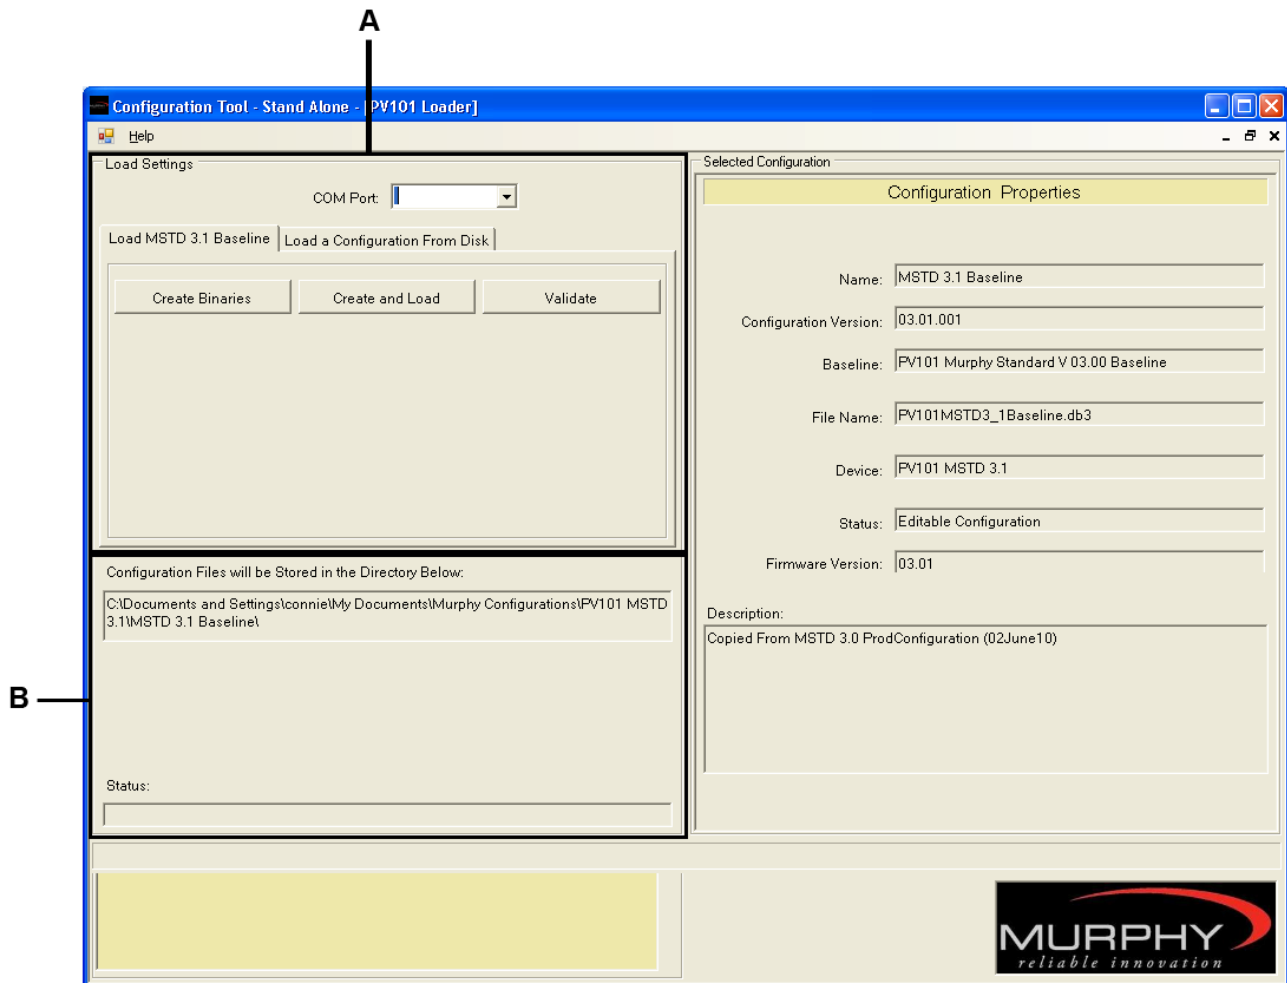 A
Configuration Tool - Stand Alone - [PV101 Loader]
Help
Load Settings
COM Port:
Load MSTD 3.1 Baseline
Load a Configuration From Disk
Create Binaries
Create and Load
Validate
Configuration Files will be Stored in the Directory Below:
C:\Documents and Settings\connie\My Documents\Murphy Configurations\PV101 MSTD
3.1\MSTD 3.1 Baseline\
B
Status:
Selected Configuration
Configuration Properties
Name: MSTD 3.1 Baseline
Configuration Version: 03.01.001
Baseline: PV101 Murphy Standard V 03.00 Baseline
File Name: PV101MSTD3_1Baseline.db3
Device: PV101 MSTD 3.1
Status: Editable Configuration
Firmware Version: 03.01
Description:
Copied From MSTD 3.0 ProdConfiguration (02June10)
MURPHY
reliable innovation